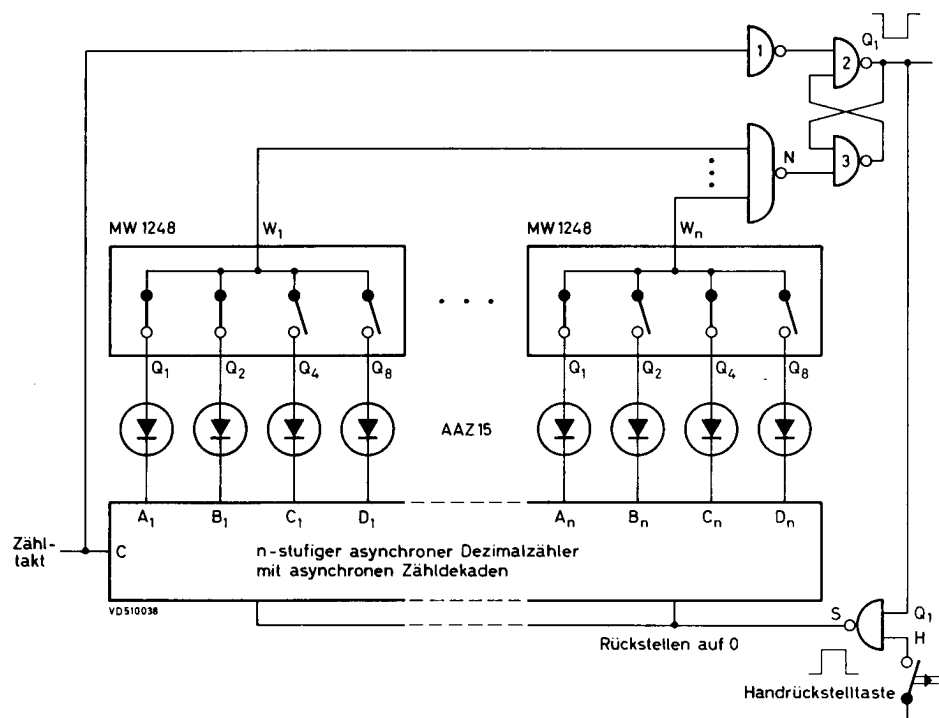 1
2
Q1
3
N
MW 1248
W1
MW 1248
Wn
. . .
Q1 Q2 Q4 Q8
Q1 Q2 Q4 Q8
AAZ 15
A1 B1 C1 D1
An Bn Cn Dn
Zähl-
takt
C
n-stufiger asynchroner Dezimalzähler
mit asynchronen Zähldekaden
VD510038
S
Q1
H
Rückstellen auf 0
Handrückstelltaste